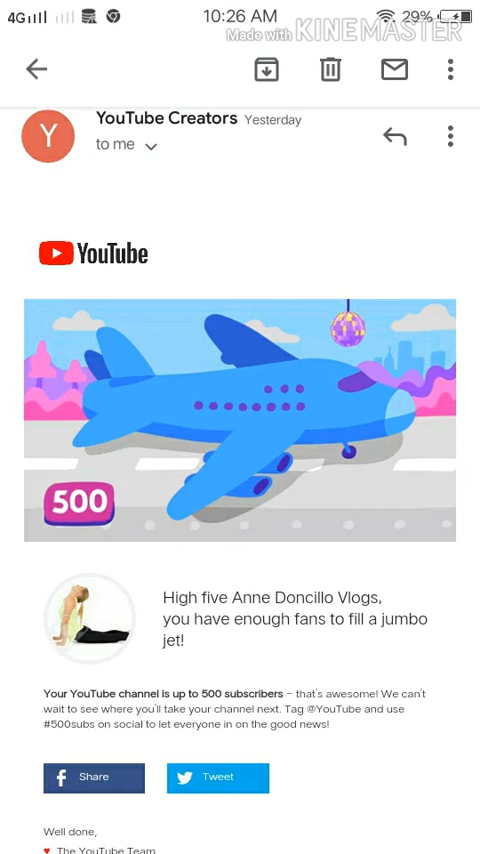 4G
10:26 AM
29%
Made with KINEMASTER
Y
YouTube Creators Yesterday
to me
YouTube
500
High five Anne Doncillo Vlogs,
you have enough fans to fill a jumbo
jet!
Your YouTube channel is up to 500 subscribers – that's awesome! We can't
wait to see where you'll take your channel next. Tag @YouTube and use
#500subs on social to let everyone in on the good news!
f Share
Tweet
Well done,
The YouTube Team